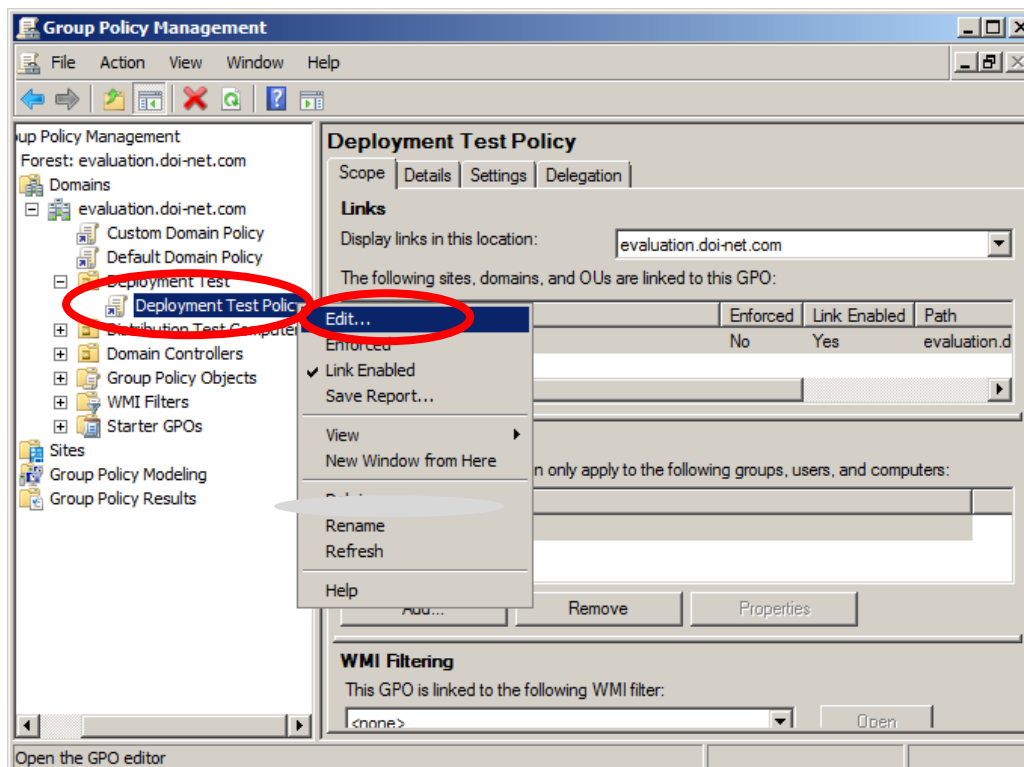 Group Policy Management
File Action View Window Help
up Policy Management
Forest: evaluation.doi-net.com
Domains
evaluation.doi-net.com
Custom Domain Policy
Default Domain Policy
Deployment Test
Deployment Test Polic
Distribution Test Computer
Domain Controllers
Group Policy Objects
WMI Filters
Starter GPOs
Sites
Group Policy Modeling
Group Policy Results
Edit...
Enforced
Link Enabled
Save Report...
View
New Window from Here
Rename
Refresh
Help
Deployment Test Policy
Scope Details Settings Delegation
Links
Display links in this location: evaluation.doi-net.com
The following sites, domains, and OUs are linked to this GPO:
Enforced Link Enabled Path
No Yes evaluation.d
n only apply to the following groups, users, and computers:
Add... Remove Properties
WMI Filtering
This GPO is linked to the following WMI filter:
<none> Open
Open the GPO editor